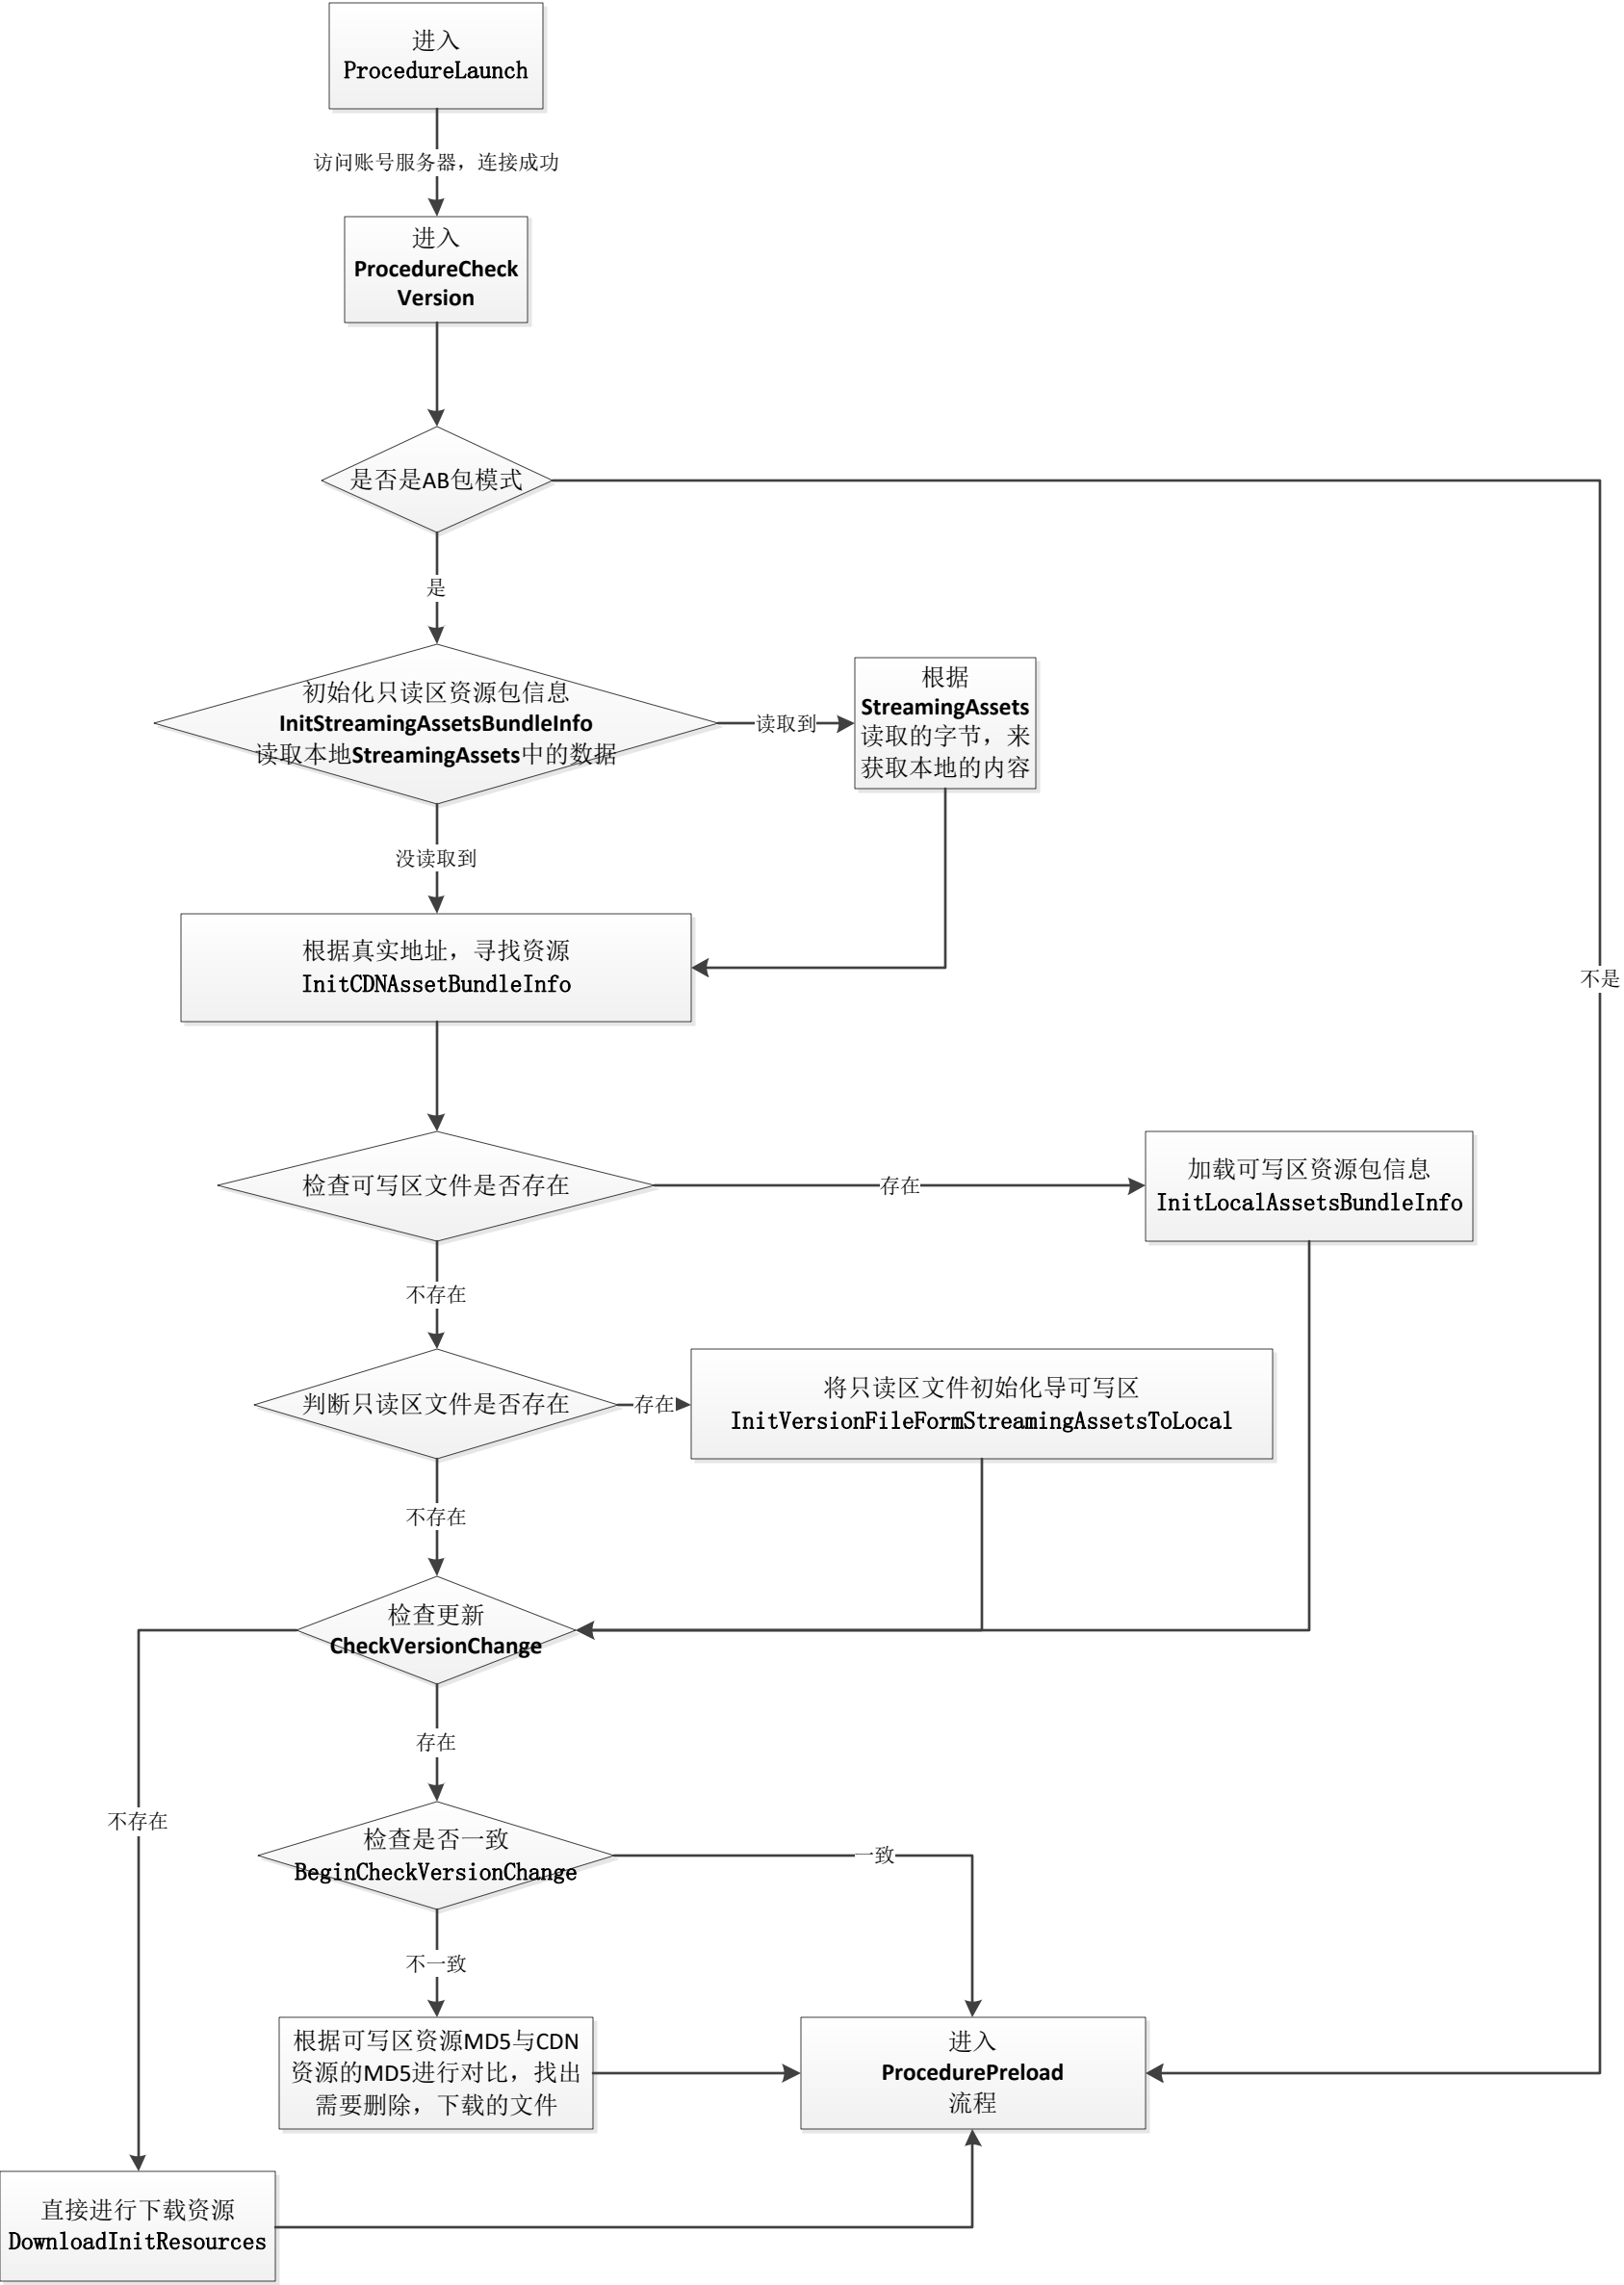 进入
ProcedureLaunch
访问账号服务器，连接成功
进入
ProcedureCheck
Version
是否是AB包模式
是
初始化只读区资源包信息
InitStreamingAssetsBundleInfo
读取本地StreamingAssets中的数据
读取到
根据
StreamingAssets
读取的字节，来
获取本地的内容
没读取到
根据真实地址，寻找资源
InitCDNAssetBundleInfo
不是
检查可写区文件是否存在
存在
加载可写区资源包信息
InitLocalAssetsBundleInfo
不存在
判断只读区文件是否存在
存在
将只读区文件初始化导可写区
InitVersionFileFormStreamingAssetsToLocal
不存在
检查更新
CheckVersionChange
存在
不存在
检查是否一致
BeginCheckVersionChange
一致
不一致
根据可写区资源MD5与CDN
资源的MD5进行对比，找出
需要删除，下载的文件
进入
ProcedurePreload
流程
直接进行下载资源
DownloadInitResources